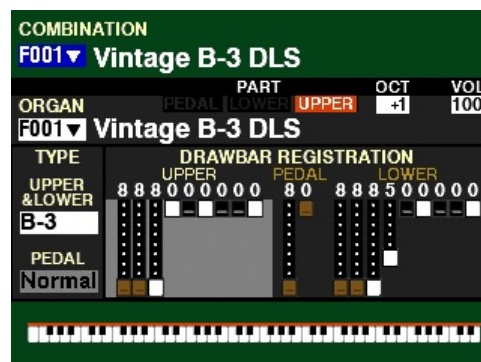 COMBINATION
F001▼ Vintage B-3 DLS
PART OCT VOL
ORGAN PEDAL LOWER UPPER +1 100
F001▼ Vintage B-3 DLS
TYPE DRAWBAR REGISTRATION
UPPER PEDAL LOWER
UPPER 888000000 80 888500000
&LOWER
B-3
PEDAL
Normal